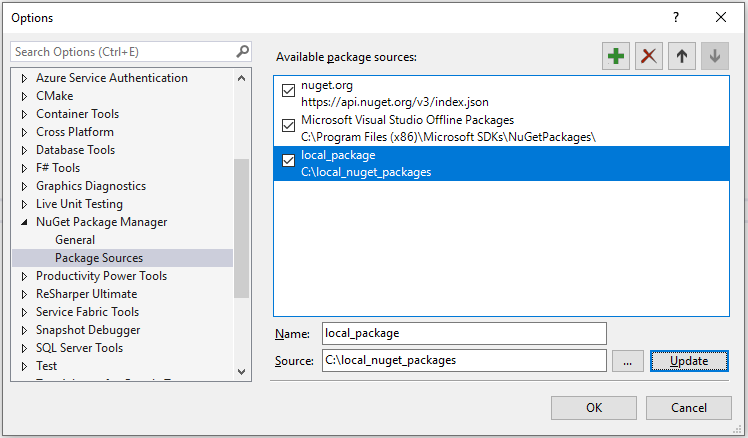 Options
Search Options (Ctrl+E)
Azure Service Authentication
CMake
Container Tools
Cross Platform
Database Tools
F# Tools
Graphics Diagnostics
Live Unit Testing
NuGet Package Manager
General
Package Sources
Productivity Power Tools
ReSharper Ultimate
Service Fabric Tools
Snapshot Debugger
SQL Server Tools
Test
Available package sources:
nuget.org
https://api.nuget.org/v3/index.json
Microsoft Visual Studio Offline Packages
C:\Program Files (x86)\Microsoft SDKs\NuGetPackages\
local_package
C:\local_nuget_packages
Name: local_package
Source: C:\local_nuget_packages ... Update
OK Cancel